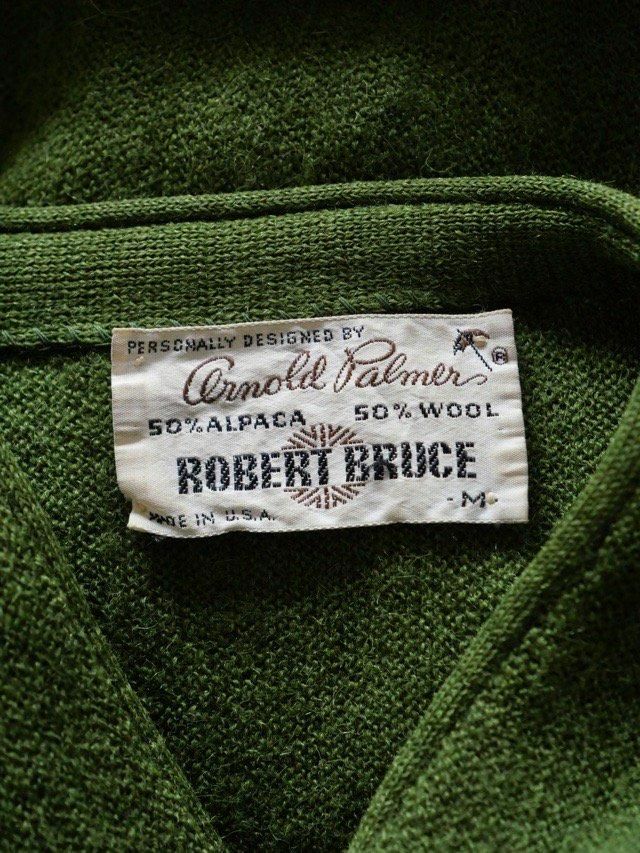 PERSONALLY DESIGNED BY
Arnold Palmer ®
50% ALPACA 50% WOOL
ROBERT BRUCE
-M-
MADE IN U.S.A.